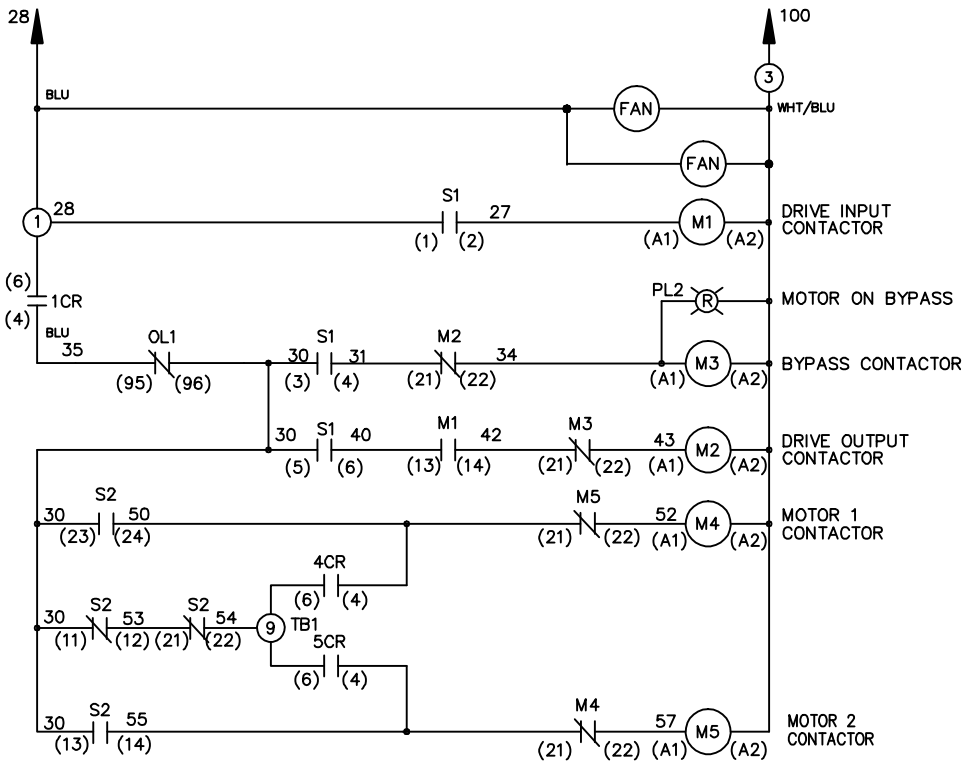 28
100
3
BLU
FAN
WHT/BLU
FAN
1
28
S1
27
(1)
(2)
M1
(A1)
(A2)
DRIVE INPUT
CONTACTOR
(6)
1CR
(4)
PL2
R
MOTOR ON BYPASS
BLU
35
OL1
(95)
(96)
30
S1
31
(3)
(4)
M2
34
(21)
(22)
M3
(A1)
(A2)
BYPASS CONTACTOR
30
S1
40
(5)
(6)
M1
42
(13)
(14)
M3
(21)
(22)
43
M2
(A1)
(A2)
DRIVE OUTPUT
CONTACTOR
30
S2
50
(23)
(24)
M5
(21)
(22)
52
M4
(A1)
(A2)
MOTOR 1
CONTACTOR
4CR
(6)
(4)
30
S2
53
S2
54
(11)
(12)
(21)
(22)
9
TB1
5CR
(6)
(4)
30
S2
55
(13)
(14)
M4
(21)
(22)
57
M5
(A1)
(A2)
MOTOR 2
CONTACTOR